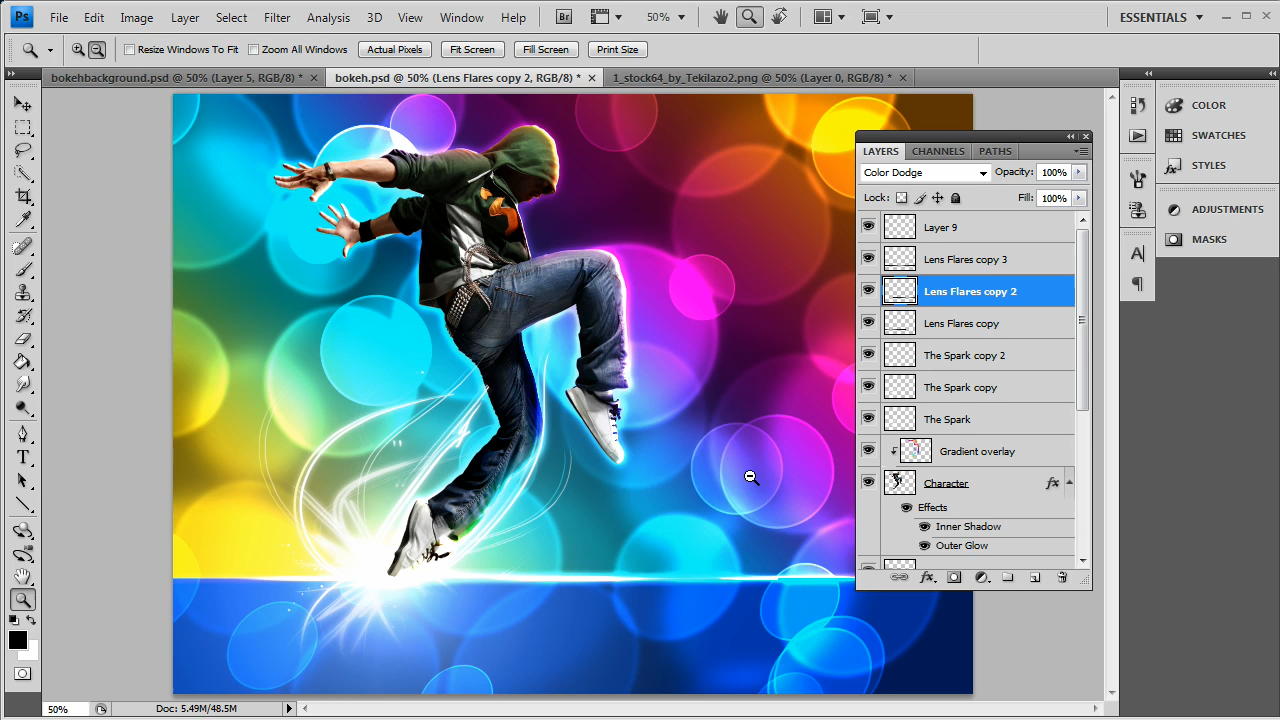 Ps File Edit Image Layer Select Filter Analysis 3D View Window Help Br 50% ESSENTIALS
Resize Windows To Fit Zoom All Windows Actual Pixels Fit Screen Fill Screen Print Size
bokehbackground.psd @ 50% (Layer 5, RGB/8) * bokeh.psd @ 50% (Lens Flares copy 2, RGB/8) * 1_stock64_by_Tekilazo2.png @ 50% (Layer 0, RGB/8) *
COLOR
SWATCHES
STYLES
ADJUSTMENTS
MASKS
LAYERS CHANNELS PATHS
Color Dodge Opacity: 100%
Lock: Fill: 100%
Layer 9
Lens Flares copy 3
Lens Flares copy 2
Lens Flares copy
The Spark copy 2
The Spark copy
The Spark
Gradient overlay
Character fx
Effects
Inner Shadow
Outer Glow
50% Doc: 5.49M/48.5M